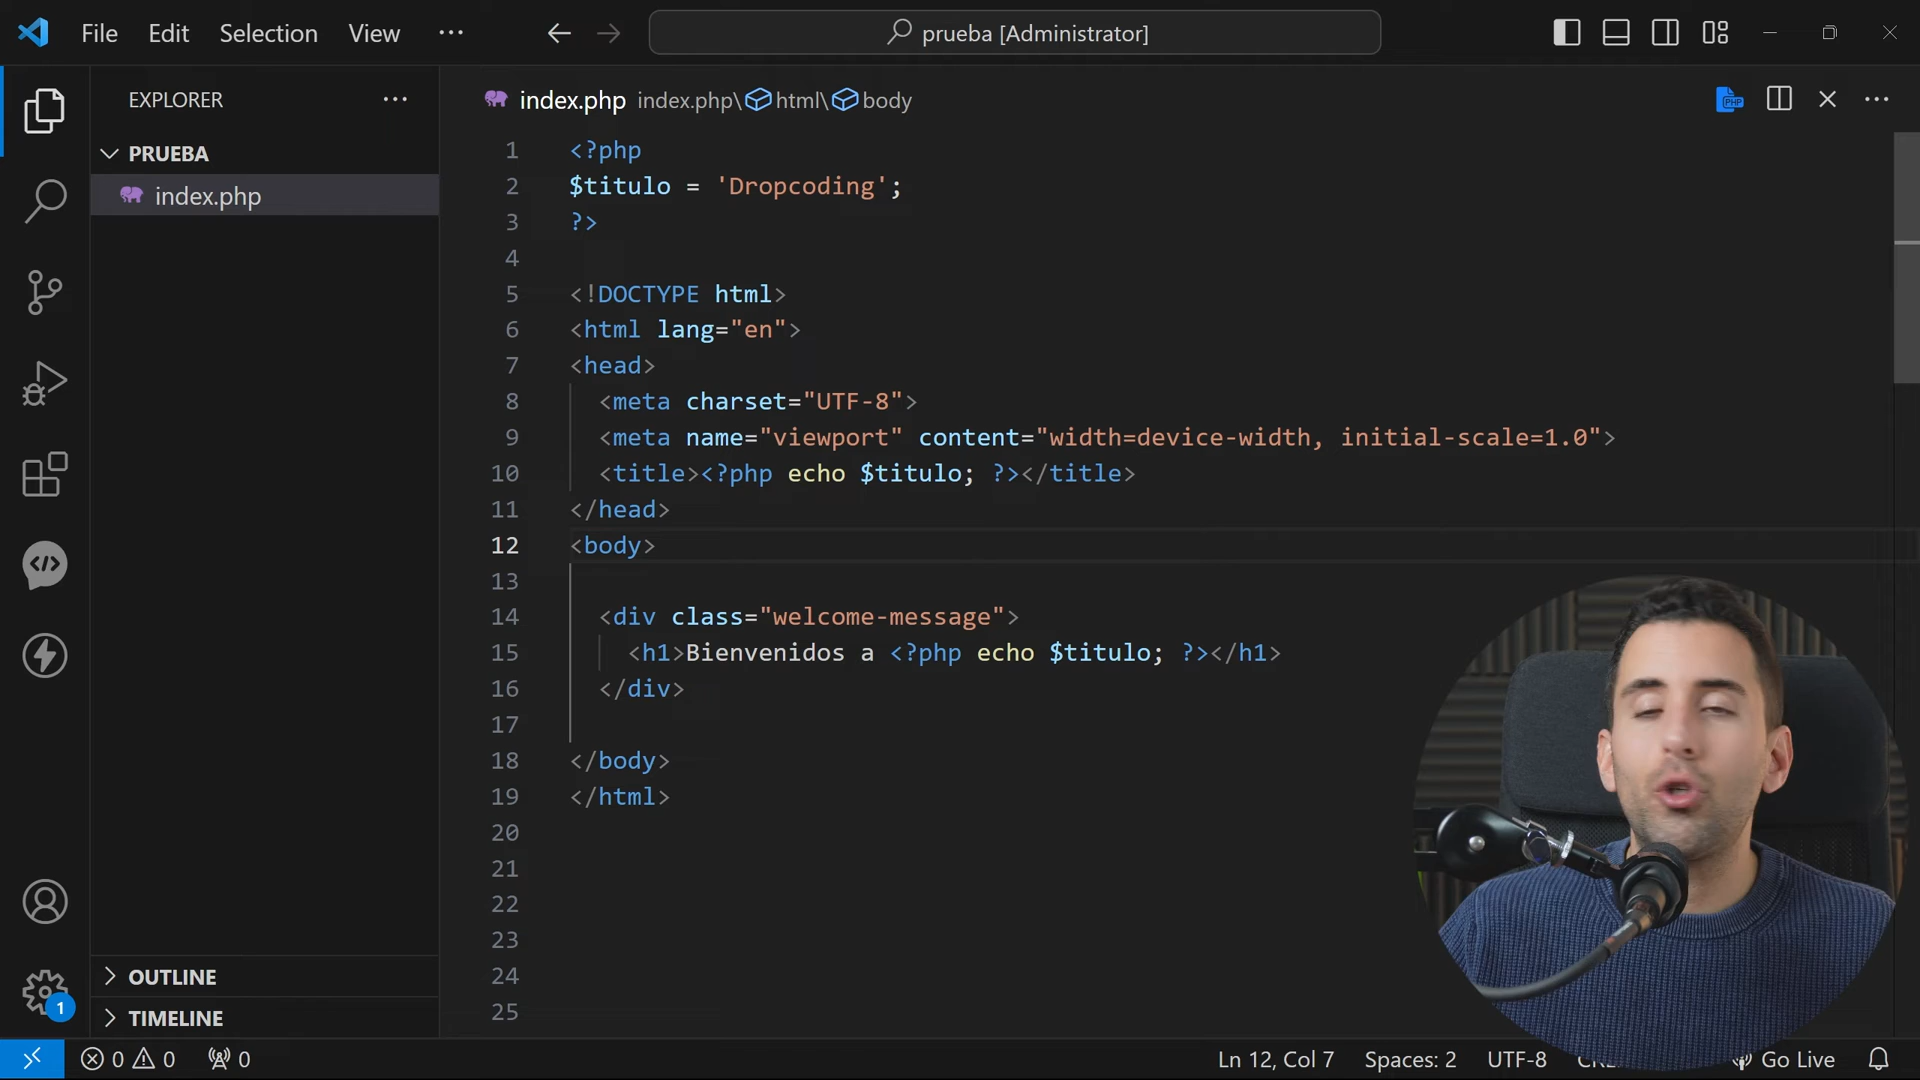 File Edit Selection View ··· prueba [Administrator]
EXPLORER ···
PRUEBA
index.php
OUTLINE
TIMELINE
index.php index.php\html\body
1 <?php
2 $titulo = 'Dropcoding';
3 ?>
4
5 <!DOCTYPE html>
6 <html lang="en">
7 <head>
8 <meta charset="UTF-8">
9 <meta name="viewport" content="width=device-width, initial-scale=1.0">
10 <title><?php echo $titulo; ?></title>
11 </head>
12 <body>
13
14 <div class="welcome-message">
15 <h1>Bienvenidos a <?php echo $titulo; ?></h1>
16 </div>
17
18 </body>
19 </html>
20
21
22
23
24
25
1
0 0 0 Ln 12, Col 7 Spaces: 2 UTF-8 Go Live